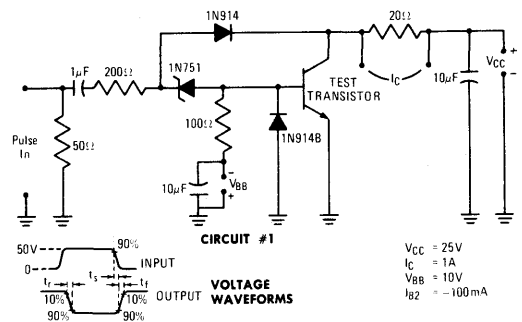 1N914
20Ω
1μF
200Ω
1N751
TEST
TRANSISTOR
I_C
10μF
V_CC
+
−
Pulse
In
50Ω
100Ω
1N914B
10μF
−
V_BB
+
CIRCUIT #1
50V
0
90%
INPUT
t_r
t_s
t_f
10%
90%
10%
90%
OUTPUT
VOLTAGE
WAVEFORMS
V_CC = 25V
I_C = 1A
V_BB = 10V
I_B2 = −100mA